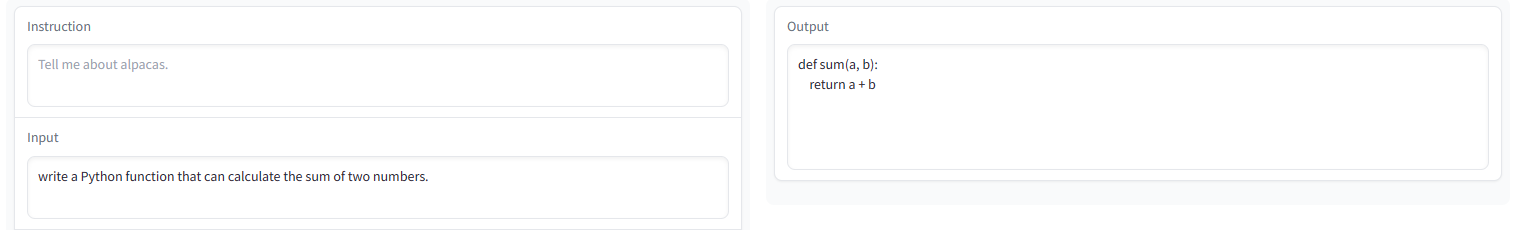 Instruction
Tell me about alpacas.
Input
write a Python function that can calculate the sum of two numbers.
Output
def sum(a, b):
    return a + b